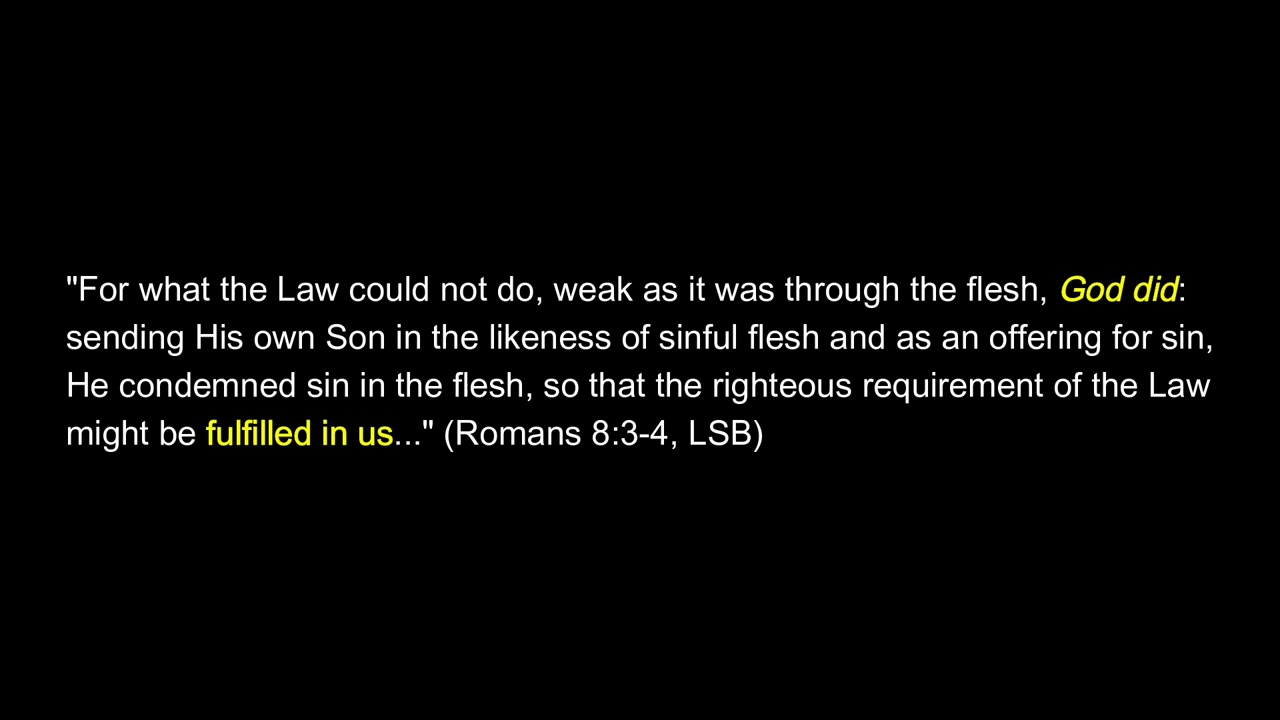 "For what the Law could not do, weak as it was through the flesh, God did:
sending His own Son in the likeness of sinful flesh and as an offering for sin,
He condemned sin in the flesh, so that the righteous requirement of the Law
might be fulfilled in us..." (Romans 8:3-4, LSB)